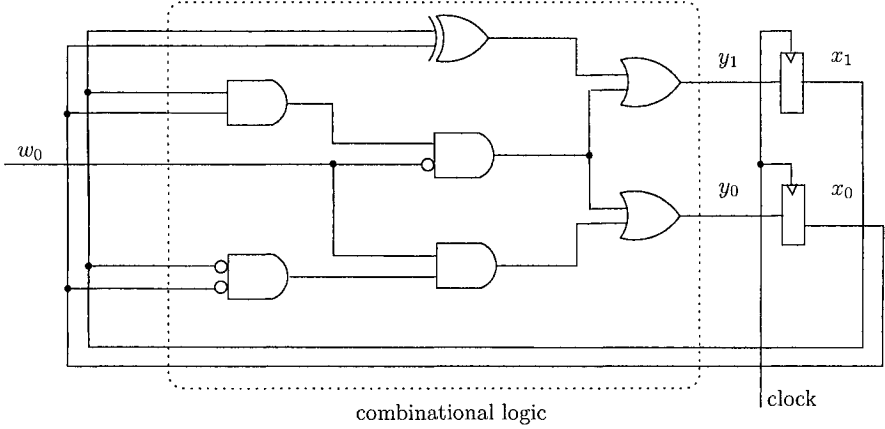 w₀
y₁
x₁
y₀
x₀
clock
combinational logic